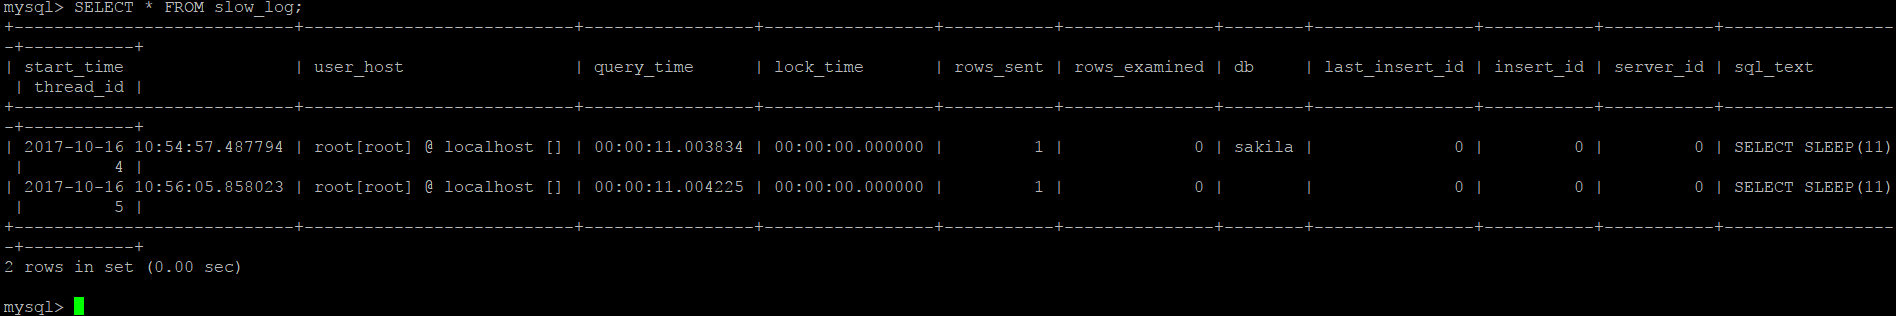 mysql> SELECT * FROM slow_log;
+----------------------------+---------------------------+-----------------+-----------------+-----------+---------------+--------+----------------+-----------+-----------+-----------------
-+-----------+
| start_time                 | user_host                 | query_time      | lock_time       | rows_sent | rows_examined | db     | last_insert_id | insert_id | server_id | sql_text
 | thread_id |
+----------------------------+---------------------------+-----------------+-----------------+-----------+---------------+--------+----------------+-----------+-----------+-----------------
-+-----------+
| 2017-10-16 10:54:57.487794 | root[root] @ localhost [] | 00:00:11.003834 | 00:00:00.000000 |         1 |             0 | sakila |              0 |         0 |         0 | SELECT SLEEP(11)
 |         4 |
| 2017-10-16 10:56:05.858023 | root[root] @ localhost [] | 00:00:11.004225 | 00:00:00.000000 |         1 |             0 |        |              0 |         0 |         0 | SELECT SLEEP(11)
 |         5 |
+----------------------------+---------------------------+-----------------+-----------------+-----------+---------------+--------+----------------+-----------+-----------+-----------------
-+-----------+
2 rows in set (0.00 sec)
mysql>